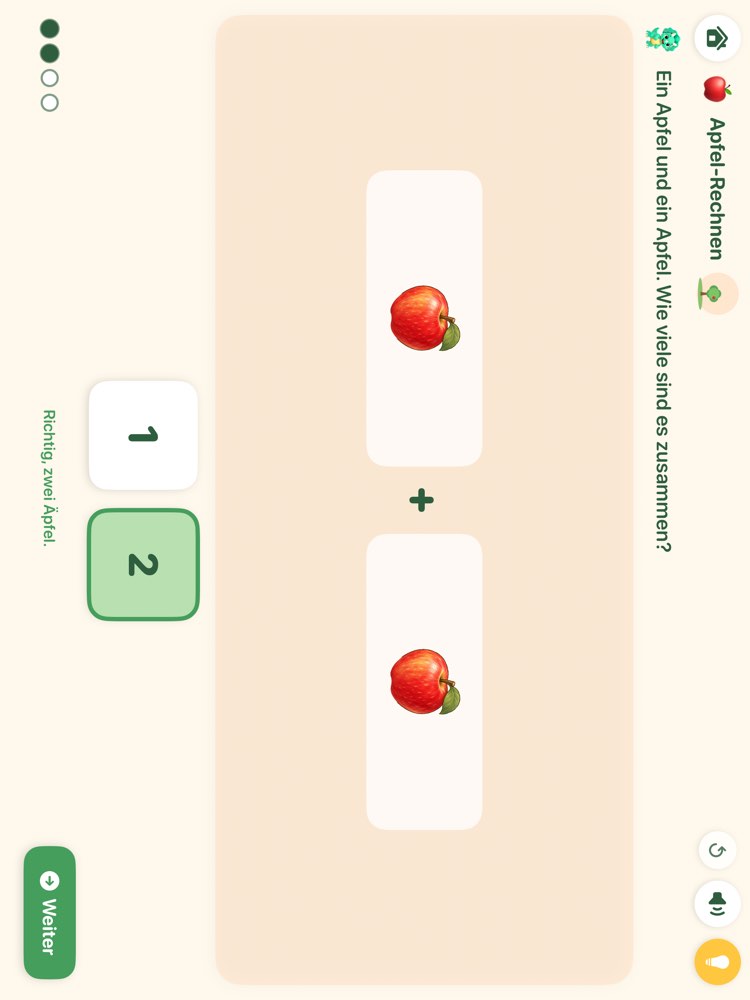 Apfel-Rechnen
Ein Apfel und ein Apfel. Wie viele sind es zusammen?
+
1
2
Richtig, zwei Äpfel.
Weiter